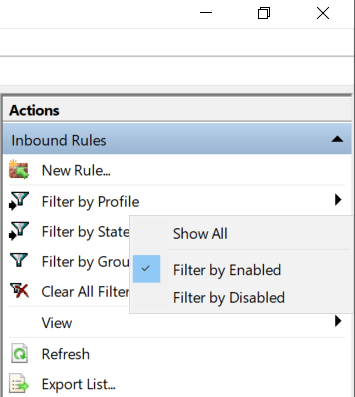 Actions
Inbound Rules
New Rule...
Filter by Profile
Filter by State
Show All
Filter by Enabled
Filter by Disabled
Filter by Grou
Clear All Filter
View
Refresh
Export List...